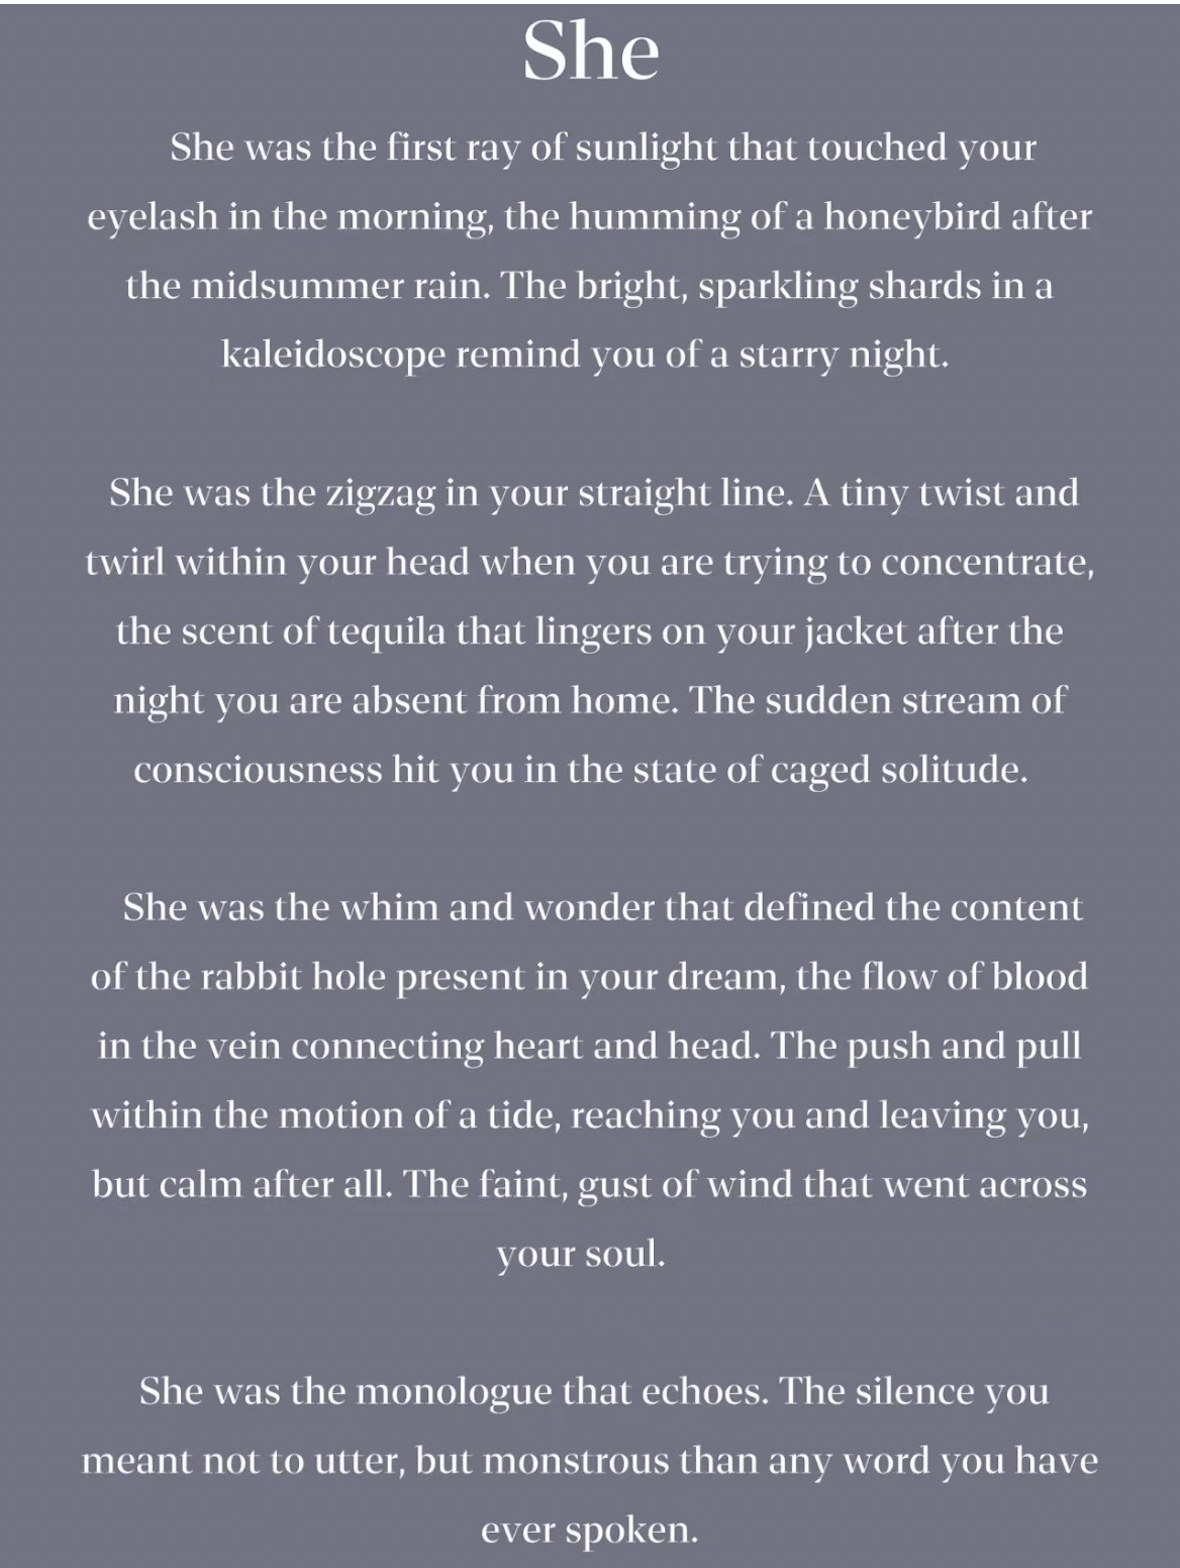 She
She was the first ray of sunlight that touched your
eyelash in the morning, the humming of a honeybird after
the midsummer rain. The bright, sparkling shards in a
kaleidoscope remind you of a starry night.
She was the zigzag in your straight line. A tiny twist and
twirl within your head when you are trying to concentrate,
the scent of tequila that lingers on your jacket after the
night you are absent from home. The sudden stream of
consciousness hit you in the state of caged solitude.
She was the whim and wonder that defined the content
of the rabbit hole present in your dream, the flow of blood
in the vein connecting heart and head. The push and pull
within the motion of a tide, reaching you and leaving you,
but calm after all. The faint, gust of wind that went across
your soul.
She was the monologue that echoes. The silence you
meant not to utter, but monstrous than any word you have
ever spoken.